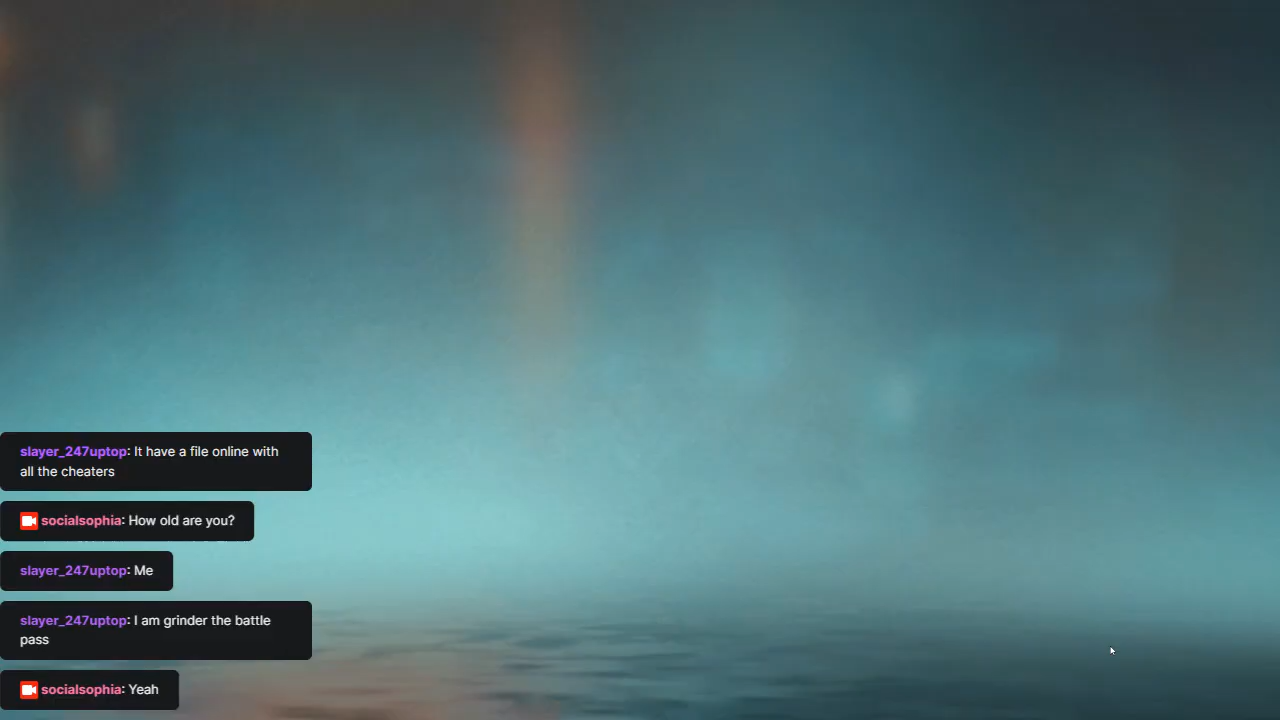 slayer_247uptop: It have a file online with
all the cheaters
socialsophia: How old are you?
slayer_247uptop: Me
slayer_247uptop: I am grinder the battle
pass
socialsophia: Yeah